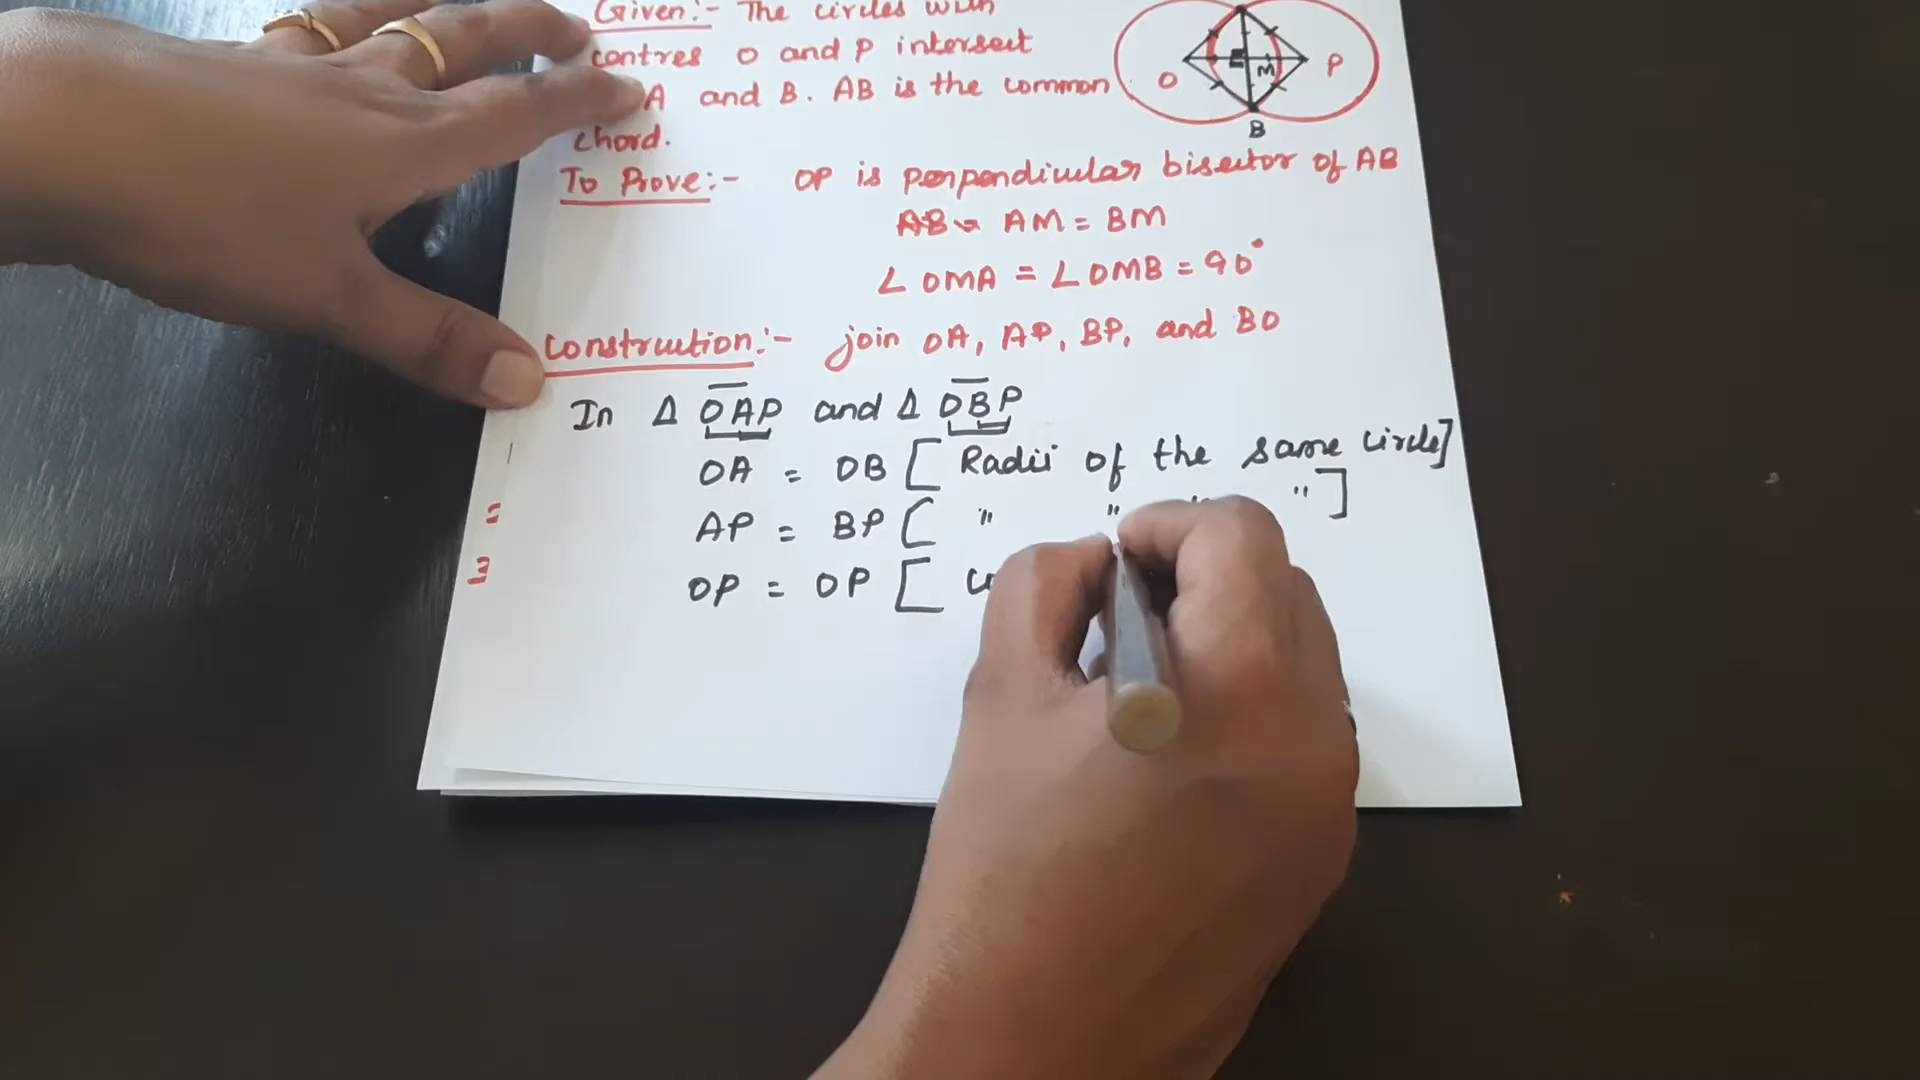 Given:- The circles with
centres O and P intersect
A and B. AB is the common
chord.
O
M
P
B
To Prove:- OP is perpendicular bisector of AB
AM = BM
∠OMA = ∠OMB = 90°
Construction:- join OA, AP, BP, and BO
In Δ OAP and Δ OBP
OA = OB [Radii of the same circle]
AP = BP [ " " " ]
OP = OP [